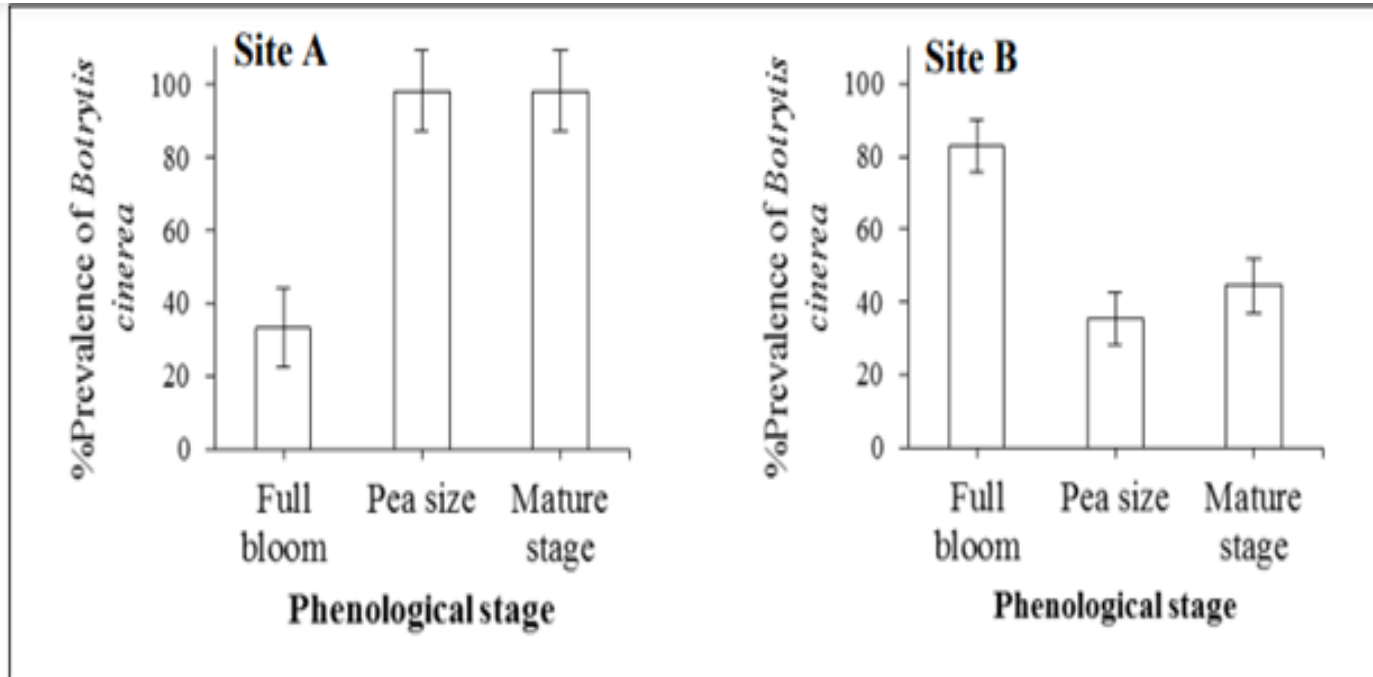 Site A
%Prevalence of Botrytis
cinerea
100
80
60
40
20
0
Full
bloom
Pea size
Mature
stage
Phenological stage
Site B
%Prevalence of Botrytis
cinerea
100
80
60
40
20
0
Full
bloom
Pea size
Mature
stage
Phenological stage